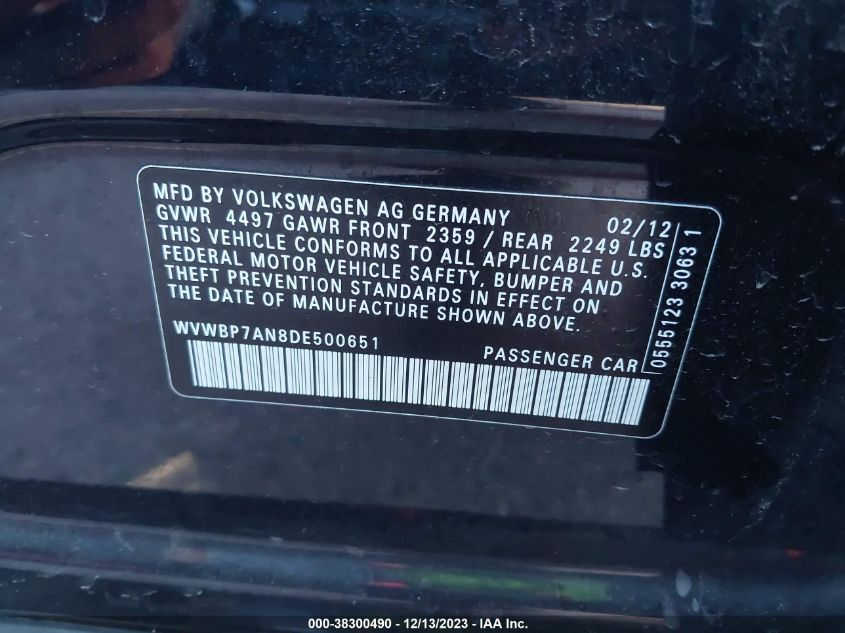 MFD BY VOLKSWAGEN AG GERMANY 02/12
GVWR 4497 GAWR FRONT 2359 / REAR 2249 LBS
THIS VEHICLE CONFORMS TO ALL APPLICABLE U.S.
FEDERAL MOTOR VEHICLE SAFETY, BUMPER AND
THEFT PREVENTION STANDARDS IN EFFECT ON
THE DATE OF MANUFACTURE SHOWN ABOVE.
WVWBP7AN8DE500651 PASSENGER CAR
0555123 3063 1
000-38300490 - 12/13/2023 - IAA Inc.